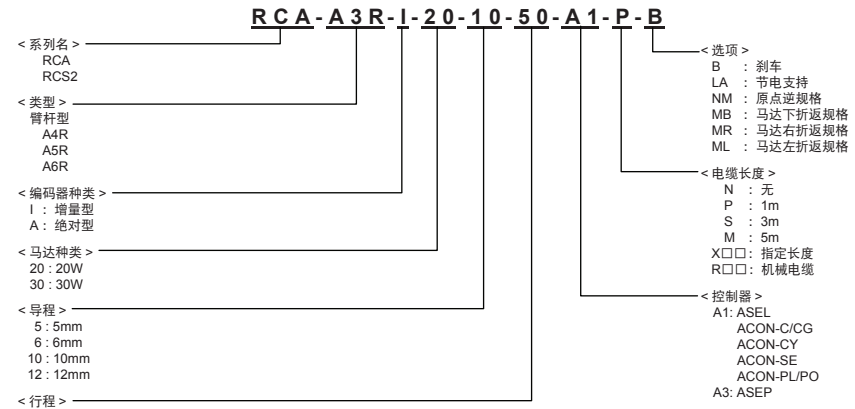 RCA-A3R-I-20-10-50-A1-P-B
<系列名>
RCA
RCS2
<类型>
臂杆型
A4R
A5R
A6R
<编码器种类>
I : 增量型
A : 绝对型
<马达种类>
20 : 20W
30 : 30W
<导程>
5 : 5mm
6 : 6mm
10 : 10mm
12 : 12mm
<行程>
<选项>
B : 刹车
LA : 节电支持
NM : 原点逆规格
MB : 马达下折返规格
MR : 马达右折返规格
ML : 马达左折返规格
<电缆长度>
N : 无
P : 1m
S : 3m
M : 5m
X□□: 指定长度
R□□: 机械电缆
<控制器>
A1: ASEL
ACON-C/CG
ACON-CY
ACON-SE
ACON-PL/PO
A3: ASEP